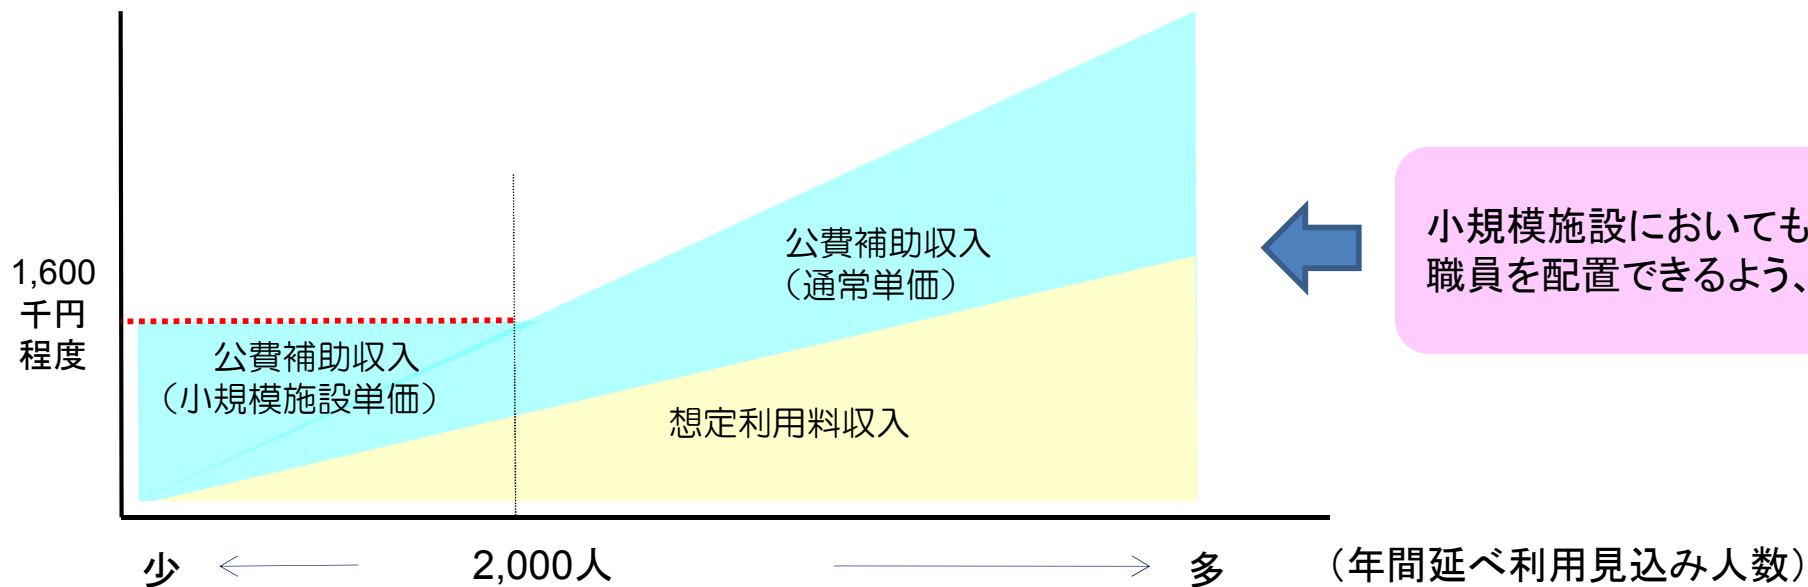 1,600
千円
程度
公費補助収入
（小規模施設単価）
公費補助収入
（通常単価）
想定利用料収入
小規模施設においても
職員を配置できるよう、
少
2,000人
多
（年間延べ利用見込み人数）